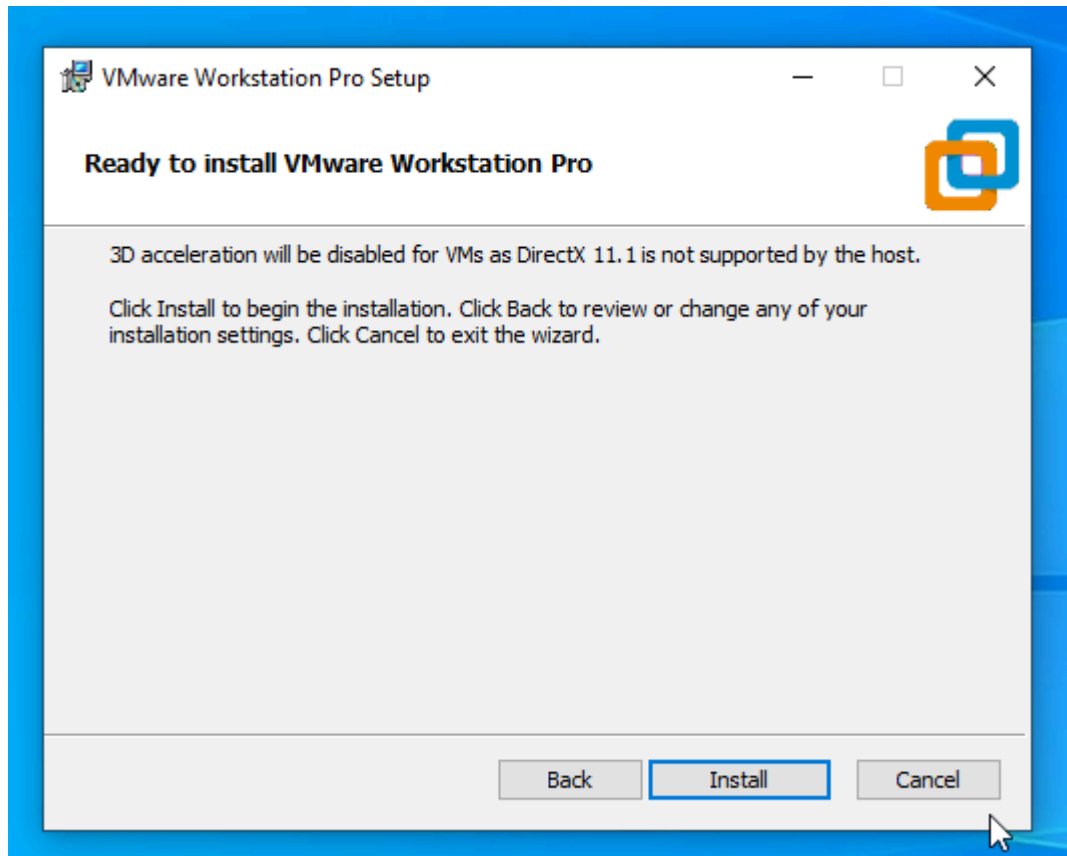 VMware Workstation Pro Setup
Ready to install VMware Workstation Pro
3D acceleration will be disabled for VMs as DirectX 11.1 is not supported by the host.
Click Install to begin the installation. Click Back to review or change any of your
installation settings. Click Cancel to exit the wizard.
Back Install Cancel